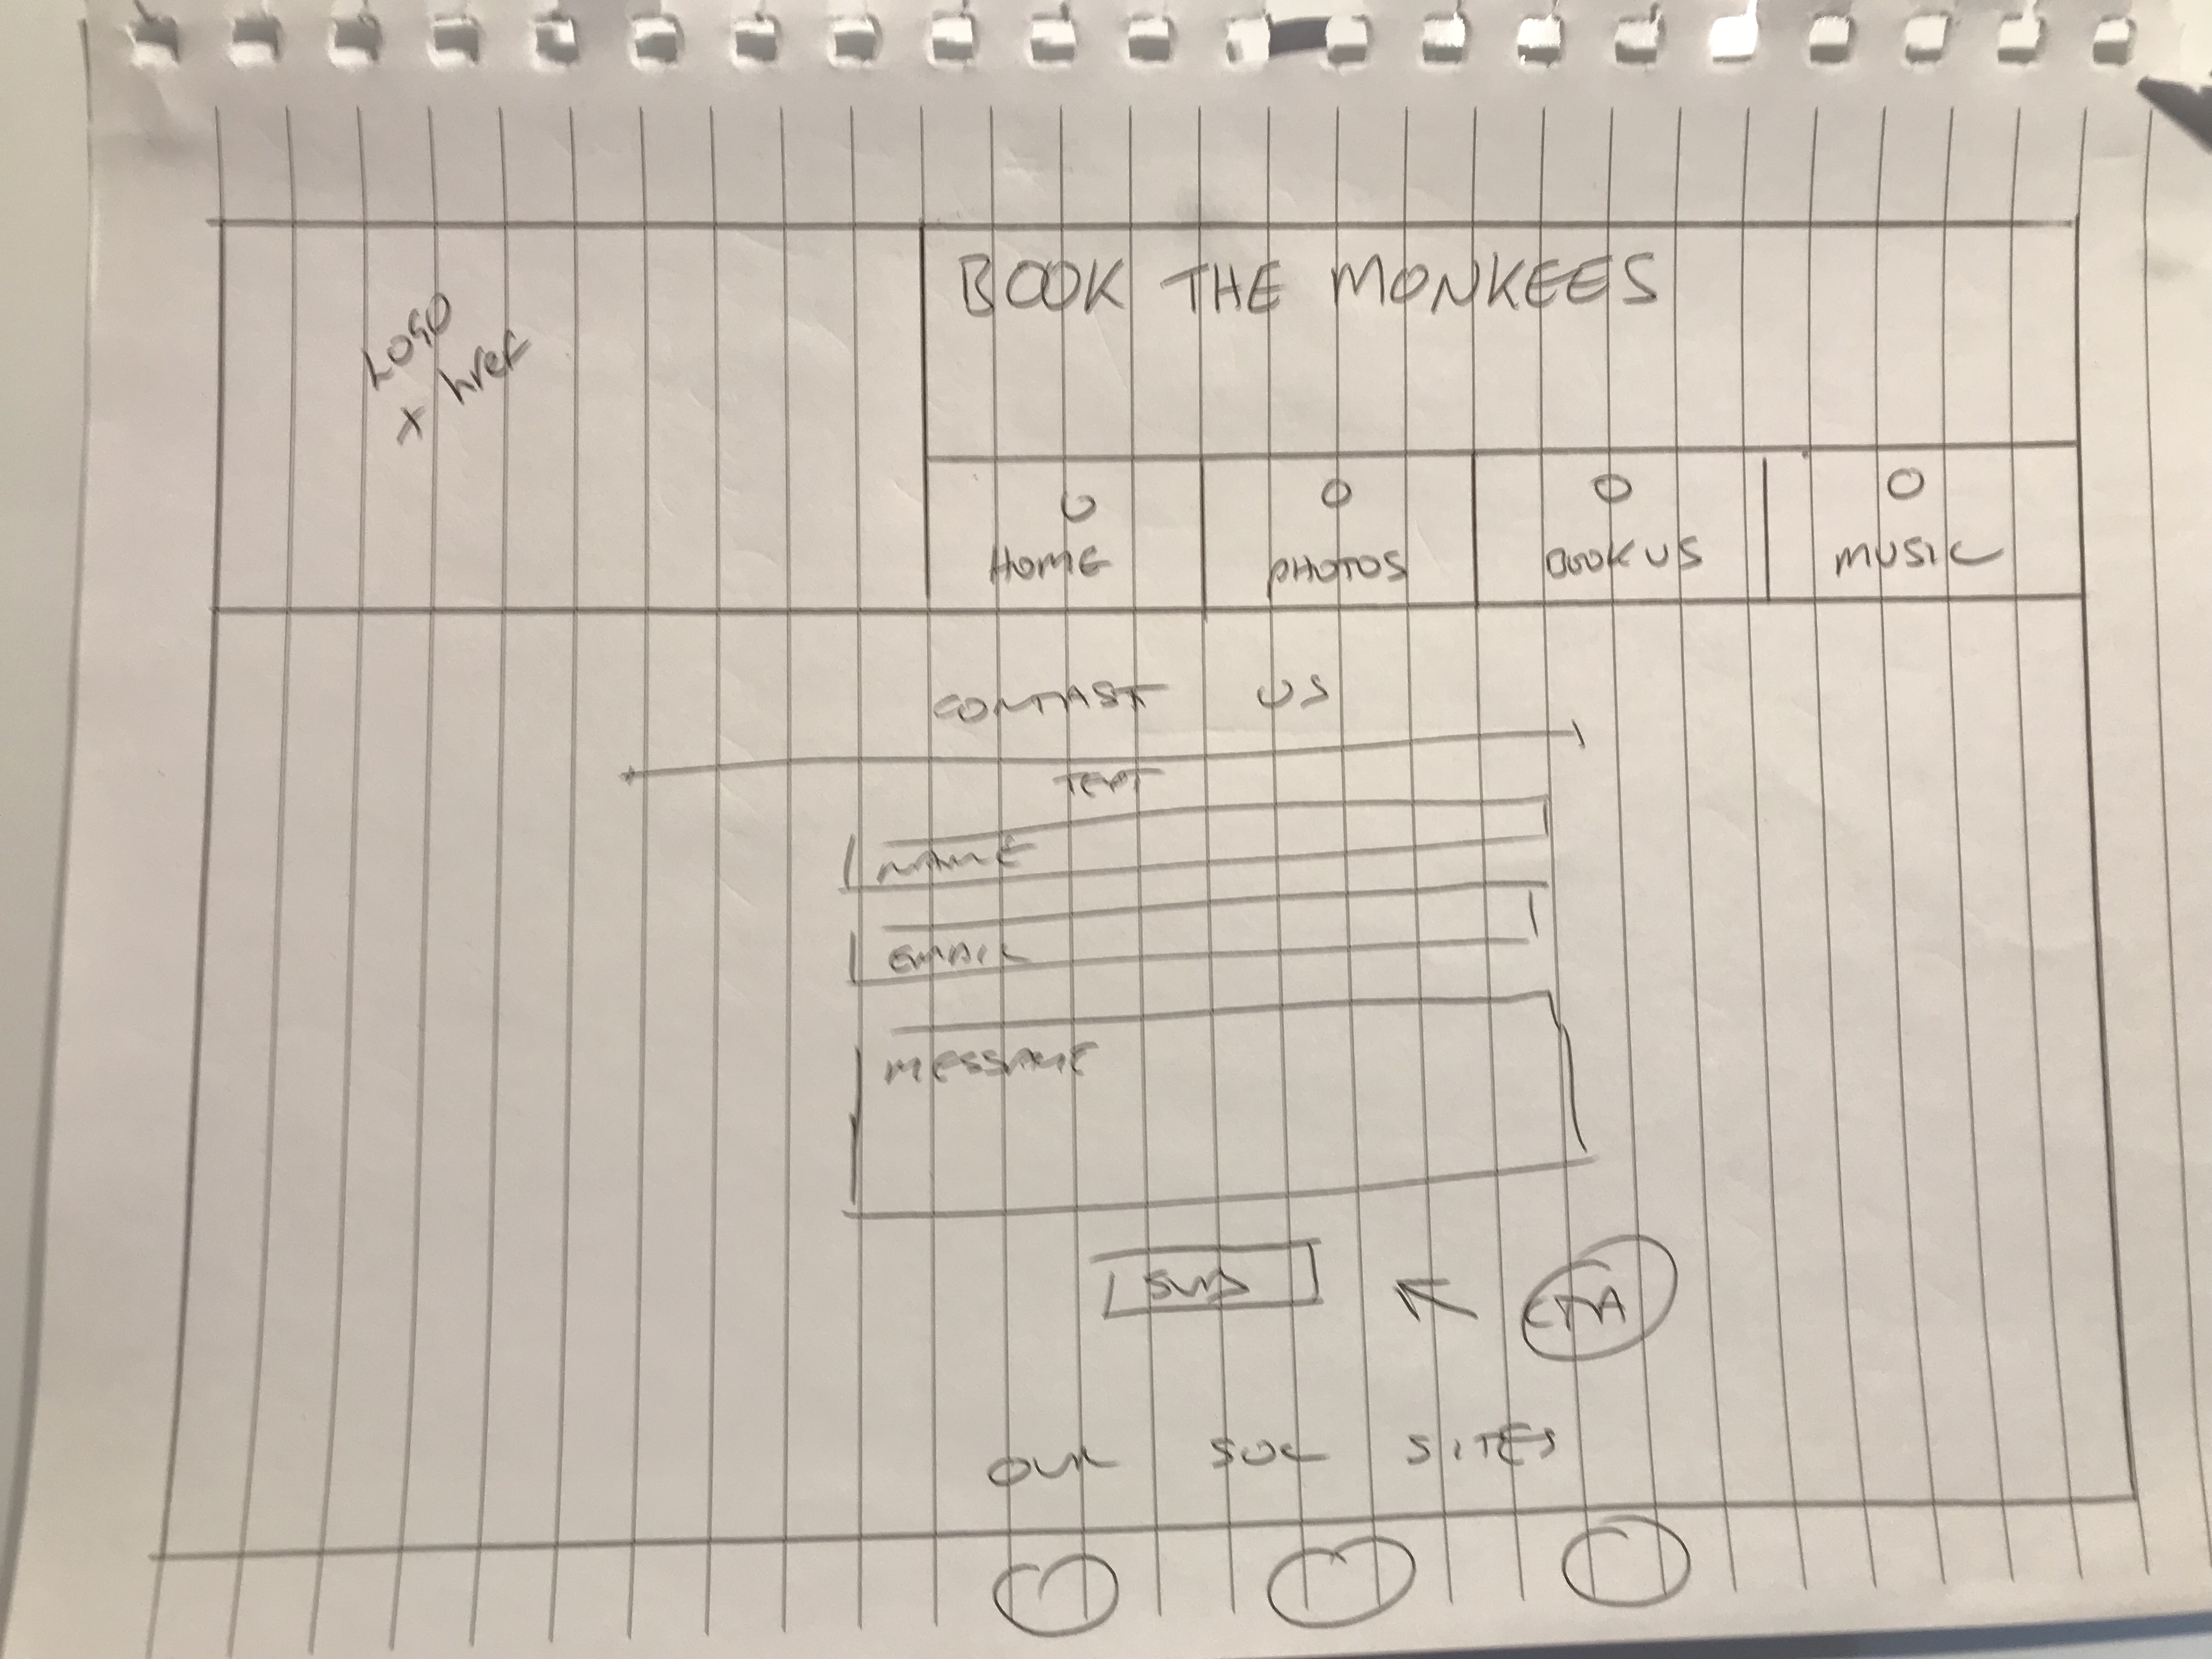 BOOK THE MONKEES
LOGO
x href
HOME PHOTOS BOOK US MUSIC
CONTAST US
TEXT
NAME
EMAIL
MESSAGE
SUB
OUR SOC SITES